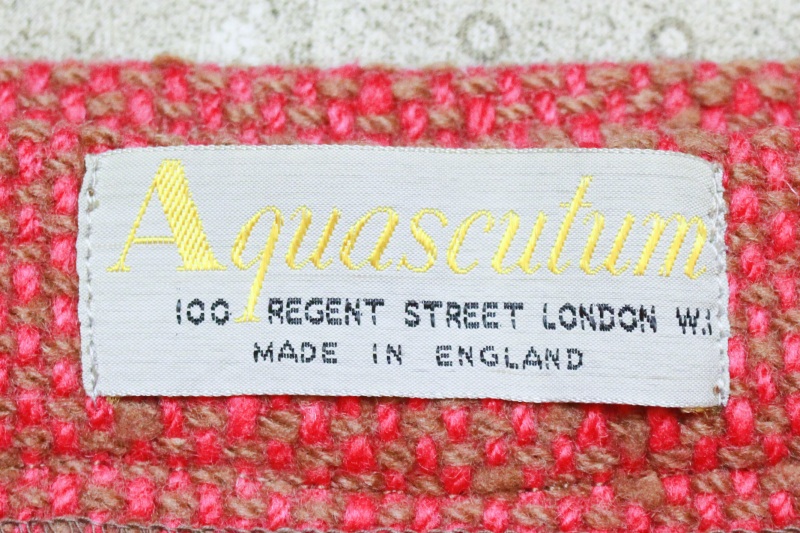 Aquascutum
100 REGENT STREET LONDON W.1
MADE IN ENGLAND